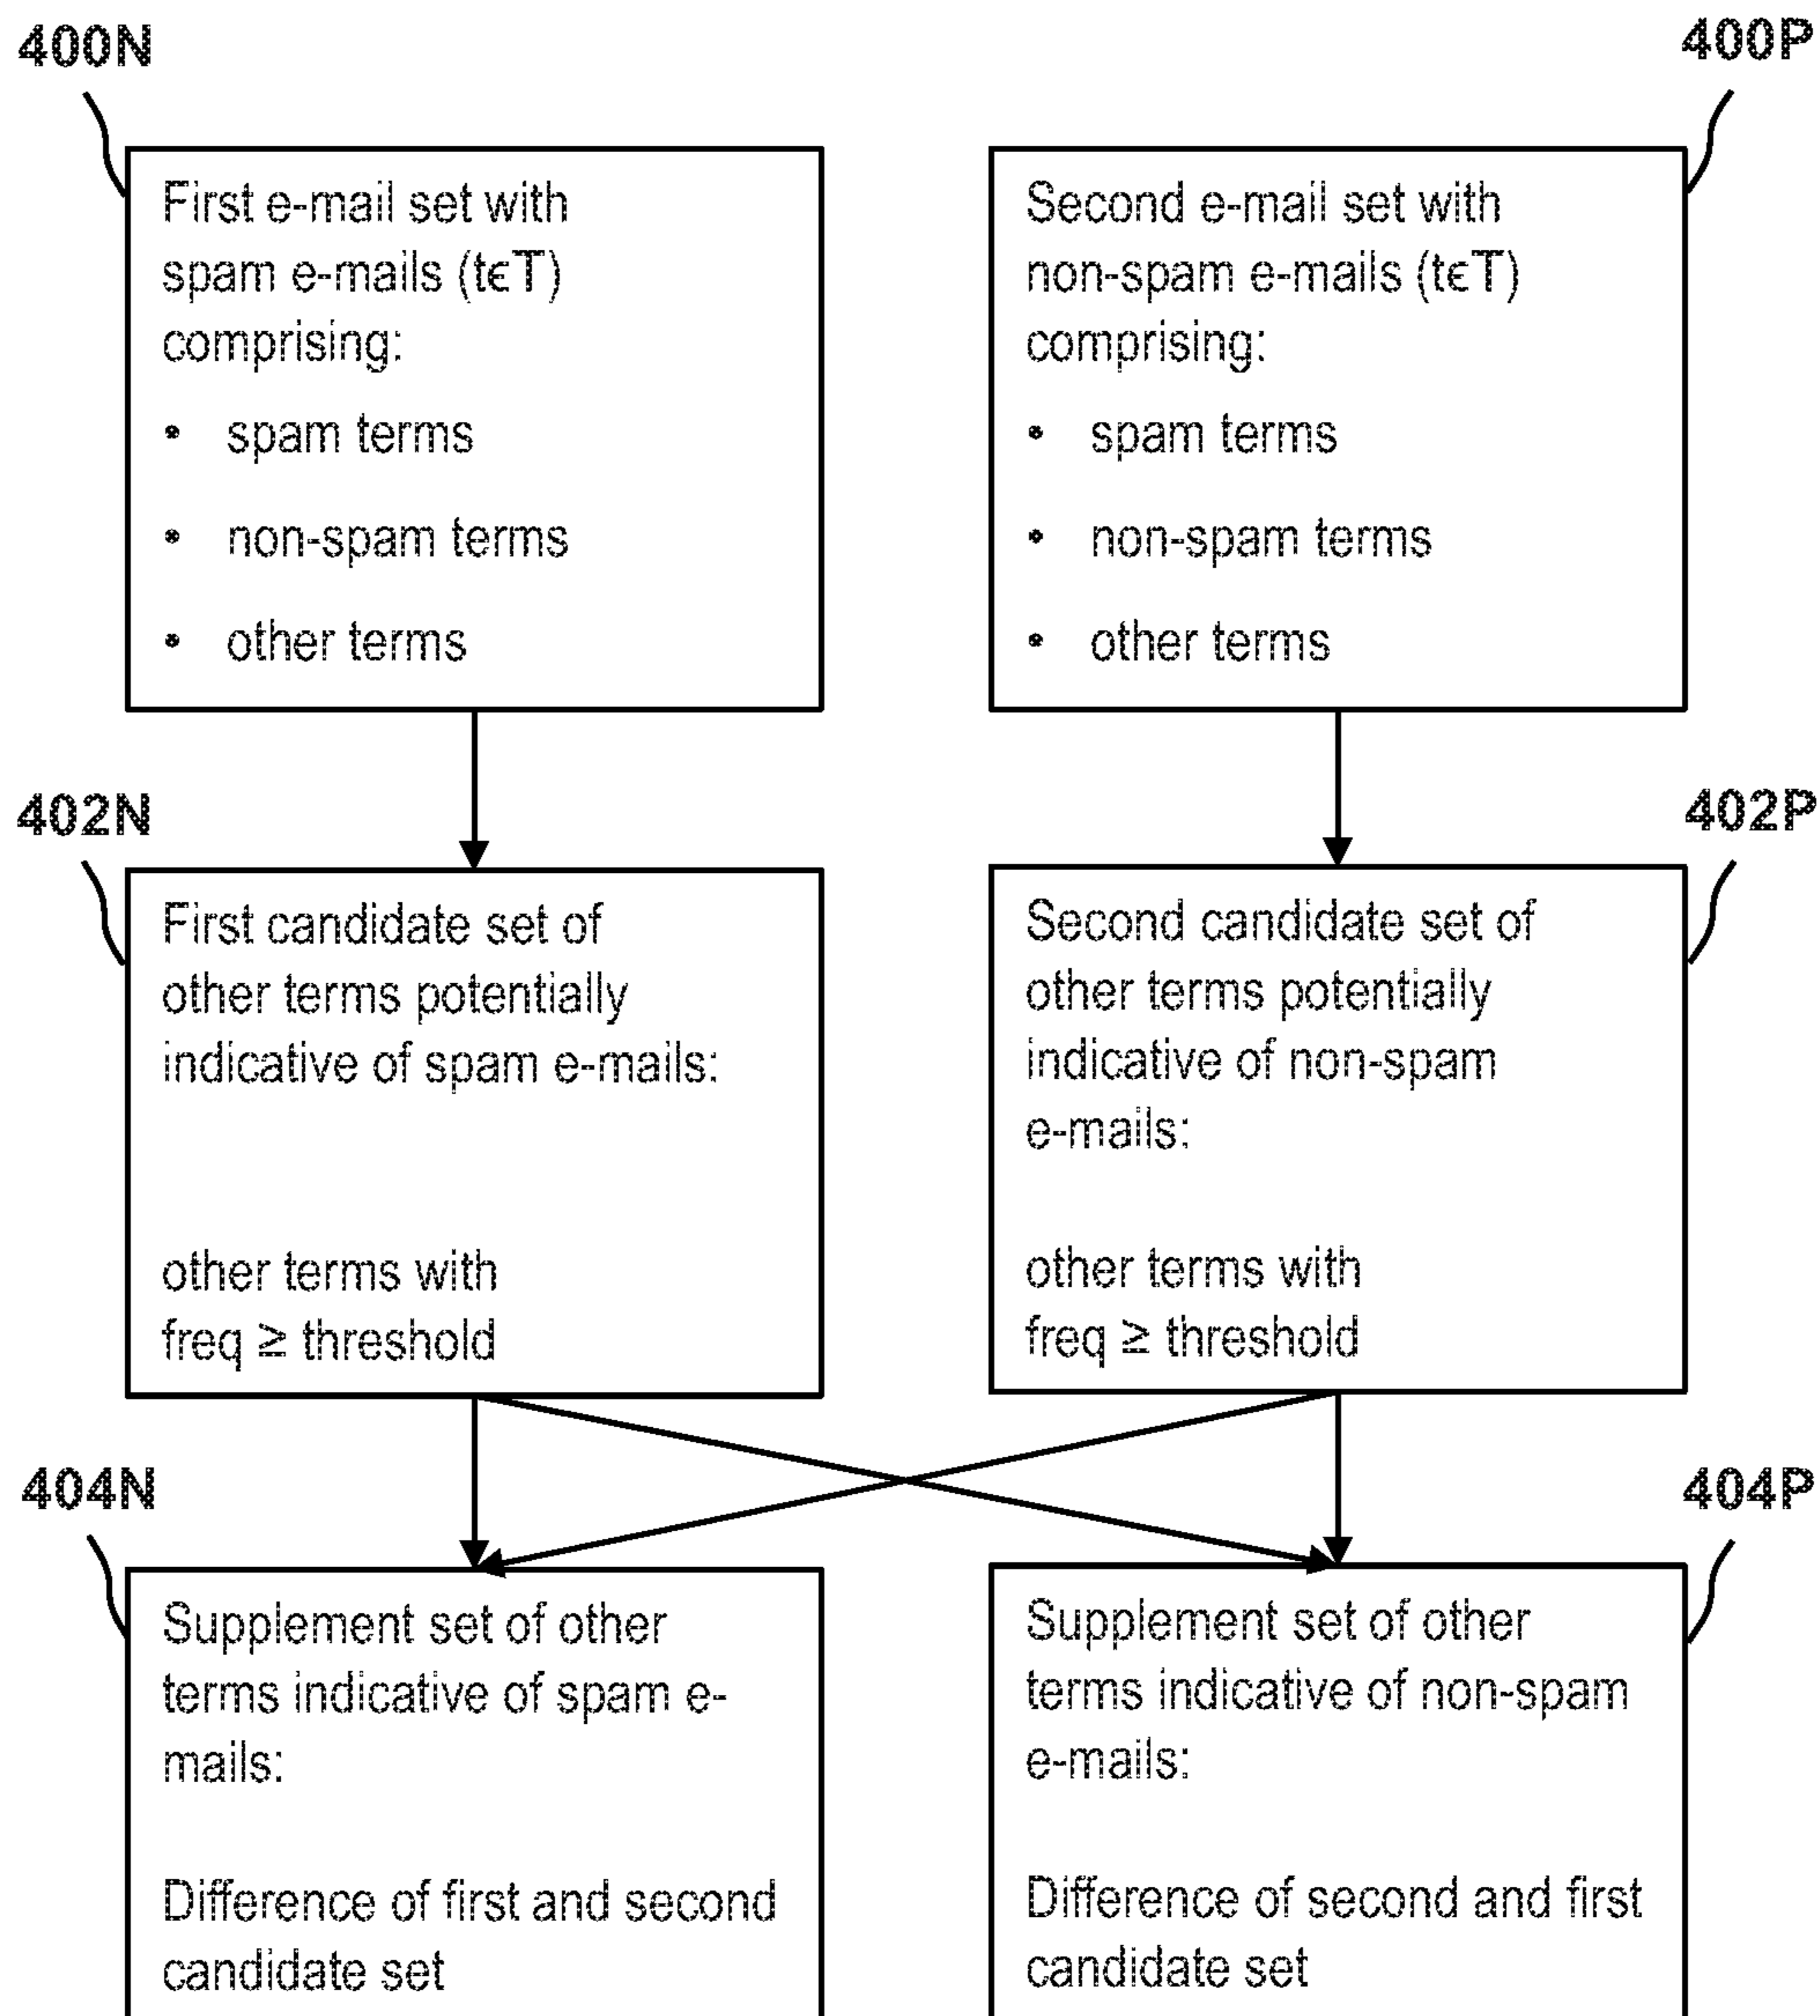 400N
400P
First e-mail set with
spam e-mails (tϵT)
comprising:
• spam terms
• non-spam terms
• other terms
Second e-mail set with
non-spam e-mails (tϵT)
comprising:
• spam terms
• non-spam terms
• other terms
402N
402P
First candidate set of
other terms potentially
indicative of spam e-mails:
other terms with
freq ≥ threshold
Second candidate set of
other terms potentially
indicative of non-spam
e-mails:
other terms with
freq ≥ threshold
404N
404P
Supplement set of other
terms indicative of spam e-
mails:
Difference of first and second
candidate set
Supplement set of other
terms indicative of non-spam
e-mails:
Difference of second and first
candidate set